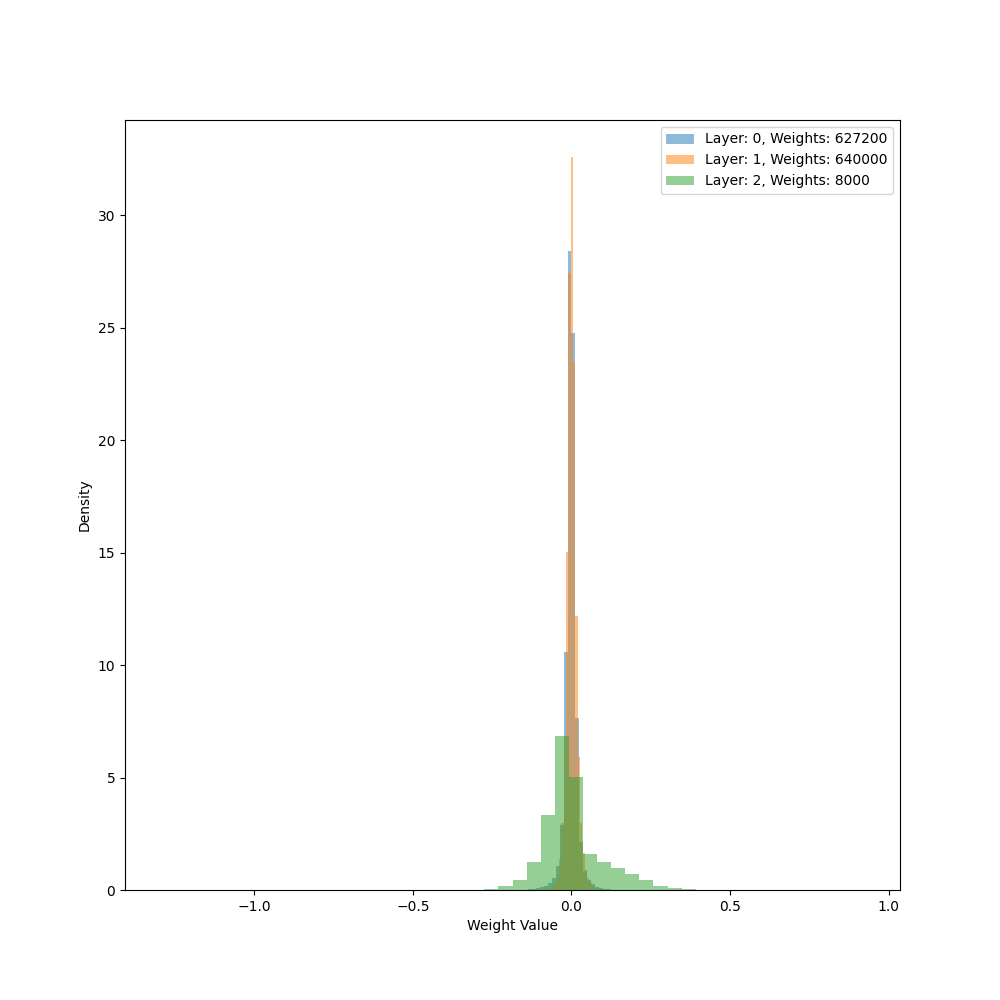 Layer: 0, Weights: 627200
Layer: 1, Weights: 640000
Layer: 2, Weights: 8000
30
25
20
15
10
5
0
Density
−1.0 −0.5 0.0 0.5 1.0
Weight Value